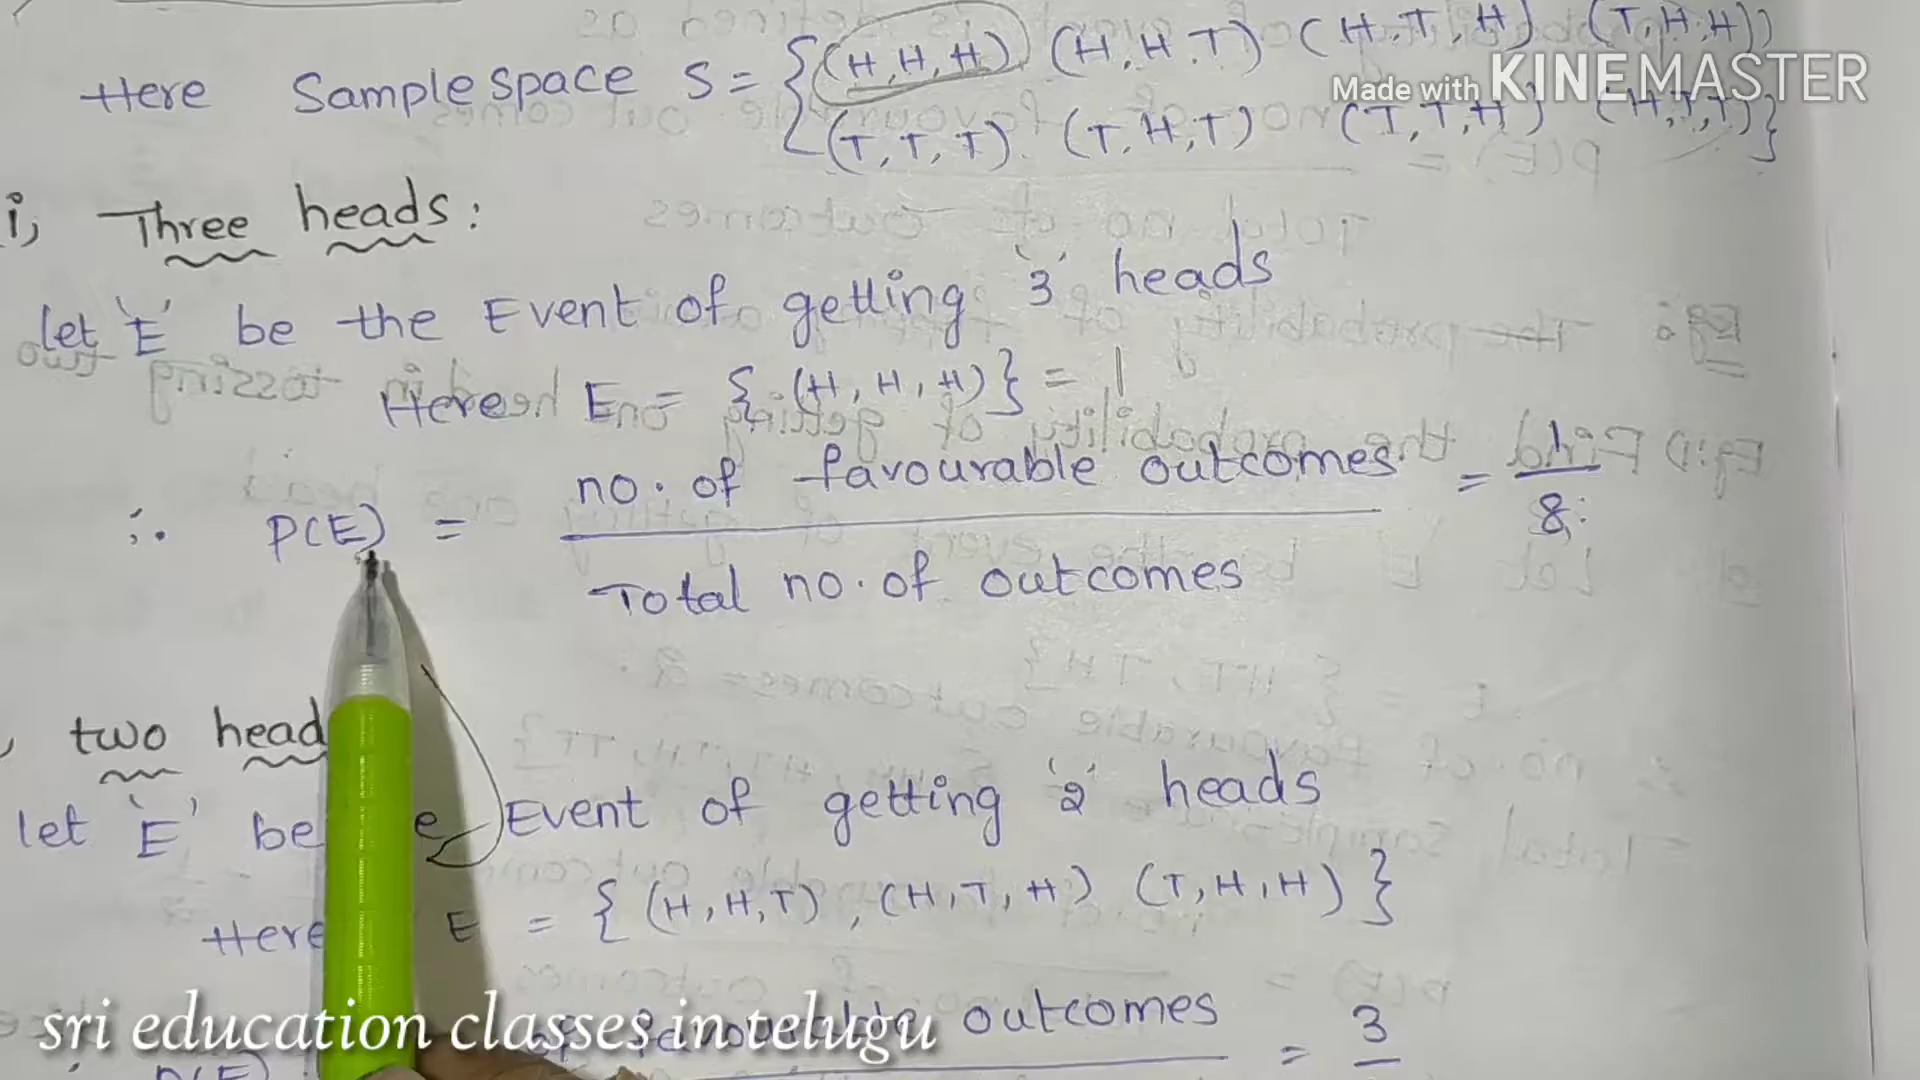 Here Sample space S = {(H,H,H) (H,H,T) (H,T,H) (T,H,H)
(T,T,T) (T,H,T) (T,T,H) (H,T,T)}
Made with KINEMASTER
i, Three heads:
let 'E' be the Event of getting '3' heads
Here E = {(H,H,H)} = 1
∴ P(E) = no. of favourable outcomes / Total no. of outcomes = 1/8
two head
let 'E' be Event of getting '2' heads
Here E = {(H,H,T), (H,T,H) (T,H,H)}
favourable outcomes = 3
sri education classes in telugu